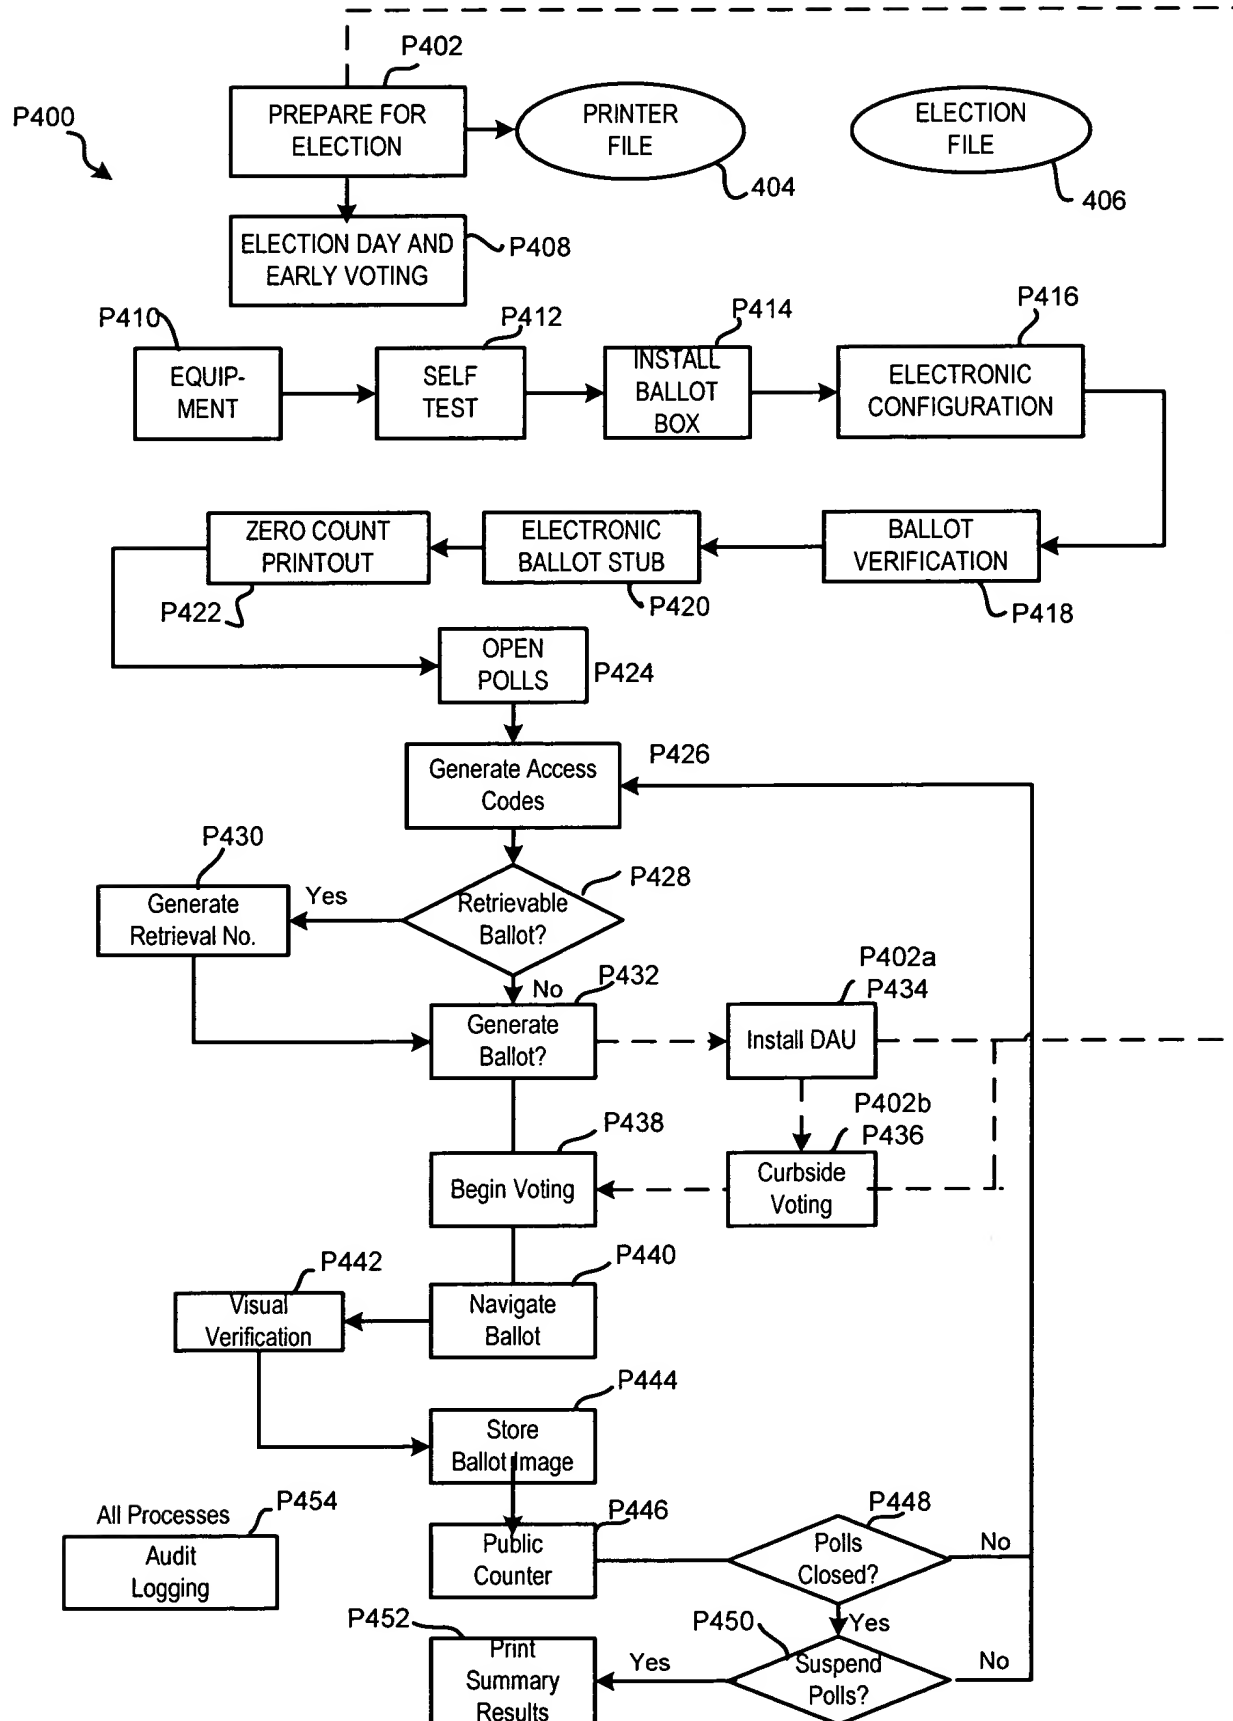 P402
P400
PREPARE FOR
ELECTION
PRINTER
FILE
ELECTION
FILE
404
406
ELECTION DAY AND
EARLY VOTING
P408
P410
P412
P414
P416
EQUIP-
MENT
SELF
TEST
INSTALL
BALLOT
BOX
ELECTRONIC
CONFIGURATION
ZERO COUNT
PRINTOUT
ELECTRONIC
BALLOT STUB
BALLOT
VERIFICATION
P422
P420
P418
OPEN
POLLS
P424
P426
Generate Access
Codes
P430
P428
Generate
Retrieval No.
Yes
Retrievable
Ballot?
No
P432
P402a
P434
Generate
Ballot?
Install DAU
P402b
P436
P438
Begin Voting
Curbside
Voting
P440
P442
Visual
Verification
Navigate
Ballot
P444
Store
Ballot Image
All Processes
P454
Audit
Logging
P446
P448
Public
Counter
Polls
Closed?
No
Yes
P452
P450
Print
Summary
Results
Yes
Suspend
Polls?
No